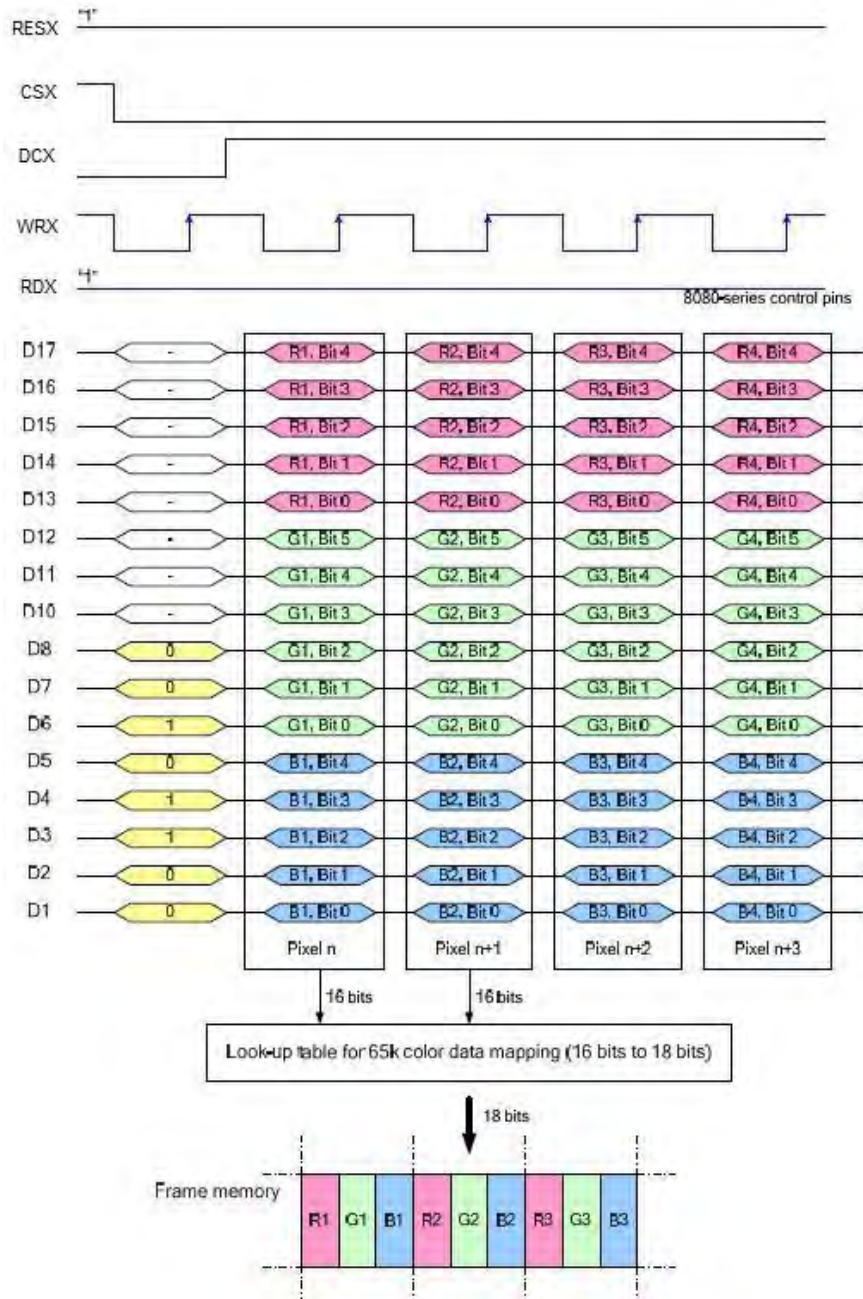 RESX "1"
CSX
DCX
WRX
RDX "1"
8080-series control pins
D17 - R1, Bit 4 R2, Bit 4 R3, Bit 4 R4, Bit 4
D16 - R1, Bit 3 R2, Bit 3 R3, Bit 3 R4, Bit 3
D15 - R1, Bit 2 R2, Bit 2 R3, Bit 2 R4, Bit 2
D14 - R1, Bit 1 R2, Bit 1 R3, Bit 1 R4, Bit 1
D13 - R1, Bit 0 R2, Bit 0 R3, Bit 0 R4, Bit 0
D12 - G1, Bit 5 G2, Bit 5 G3, Bit 5 G4, Bit 5
D11 - G1, Bit 4 G2, Bit 4 G3, Bit 4 G4, Bit 4
D10 - G1, Bit 3 G2, Bit 3 G3, Bit 3 G4, Bit 3
D8 0 G1, Bit 2 G2, Bit 2 G3, Bit 2 G4, Bit 2
D7 0 G1, Bit 1 G2, Bit 1 G3, Bit 1 G4, Bit 1
D6 1 G1, Bit 0 G2, Bit 0 G3, Bit 0 G4, Bit 0
D5 0 B1, Bit 4 B2, Bit 4 B3, Bit 4 B4, Bit 4
D4 1 B1, Bit 3 B2, Bit 3 B3, Bit 3 B4, Bit 3
D3 1 B1, Bit 2 B2, Bit 2 B3, Bit 2 B4, Bit 2
D2 0 B1, Bit 1 B2, Bit 1 B3, Bit 1 B4, Bit 1
D1 0 B1, Bit 0 B2, Bit 0 B3, Bit 0 B4, Bit 0
Pixel n Pixel n+1 Pixel n+2 Pixel n+3
16 bits 16 bits
Look-up table for 65k color data mapping (16 bits to 18 bits)
18 bits
Frame memory
R1 G1 B1 R2 G2 B2 R3 G3 B3